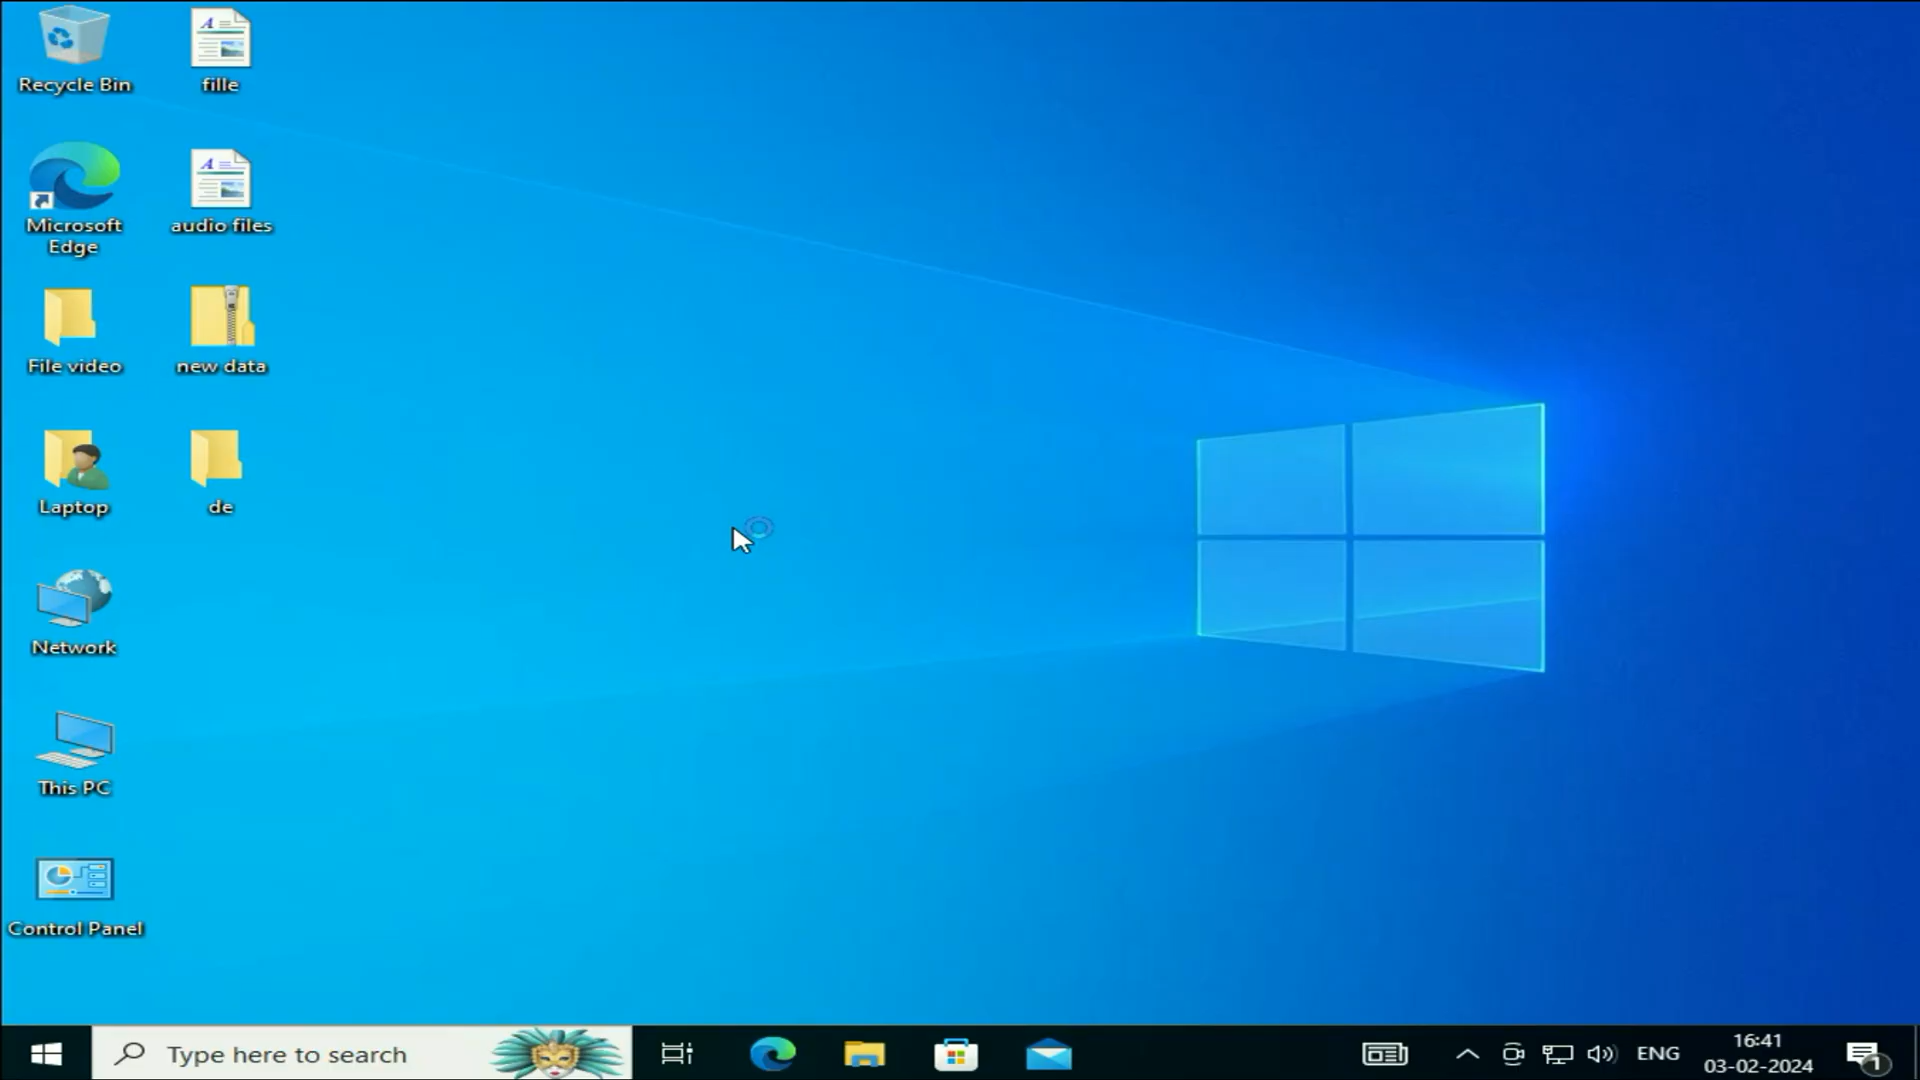 Recycle Bin
fille
Microsoft
Edge
audio files
File video
new data
Laptop
de
Network
This PC
Control Panel
Type here to search
ENG
16:41
03-02-2024
1